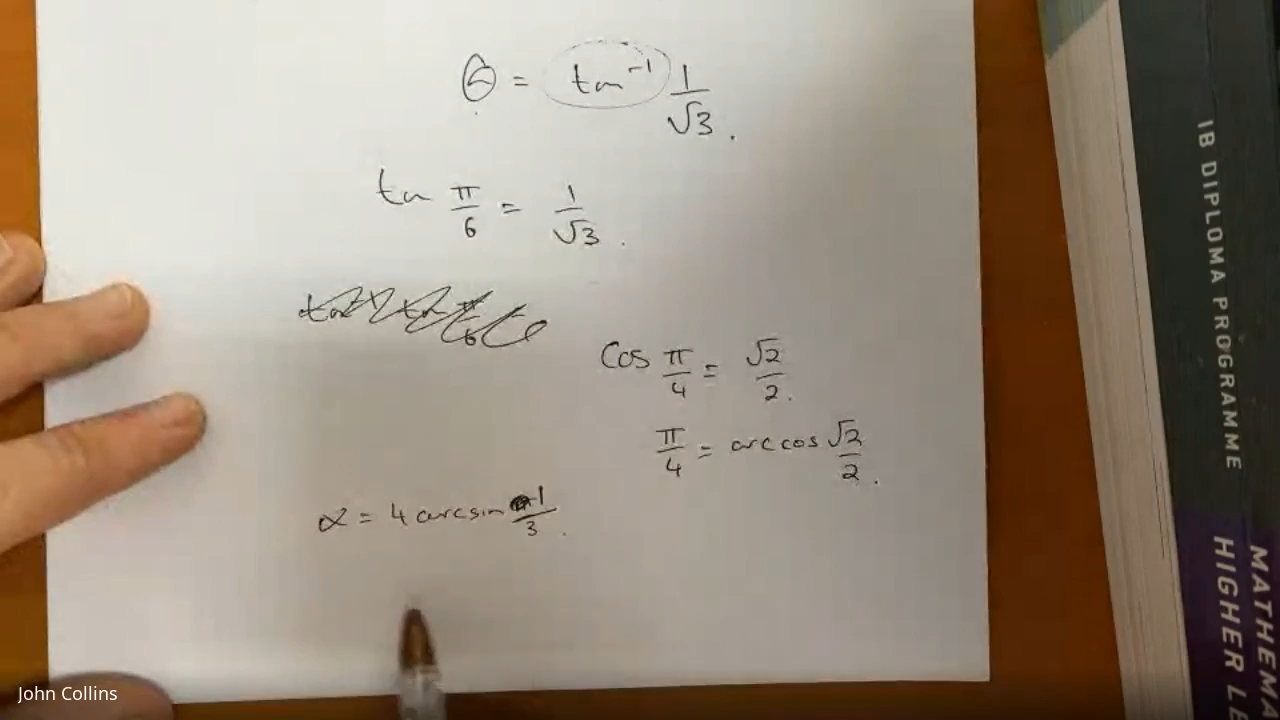 θ = tan⁻¹ 1/√3.
tan π/6 = 1/√3.
cos π/4 = √2/2.
π/4 = arccos √2/2.
α = 4 arcsin 1/3.
IB DIPLOMA PROGRAMME
MATHEMA
HIGHER LE
John Collins